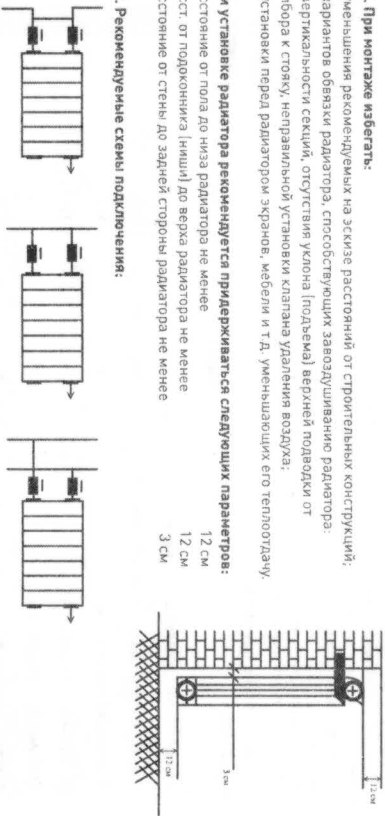 . При монтаже избегать:
меньшения рекомендуемых на эскизе расстояний от строительных конструкций;
ариантов обвязки радиатора, способствующих завоздушиванию радиатора:
ертикальности секций, отсутствия уклона (подъема) верхней подводки от
бора к стояку, неправильной установки клапана удаления воздуха;
становки перед радиатором экранов, мебели и т.д. уменьшающих его теплоотдачу.
и установке радиатора рекомендуется придерживаться следующих параметров:
сстояние от пола до низа радиатора не менее 12 см
ст. от подоконника (ниши) до верха радиатора не менее 12 см
сстояние от стены до задней стороны радиатора не менее 3 см
. Рекомендуемые схемы подключения:
12 см
3 см
12 см